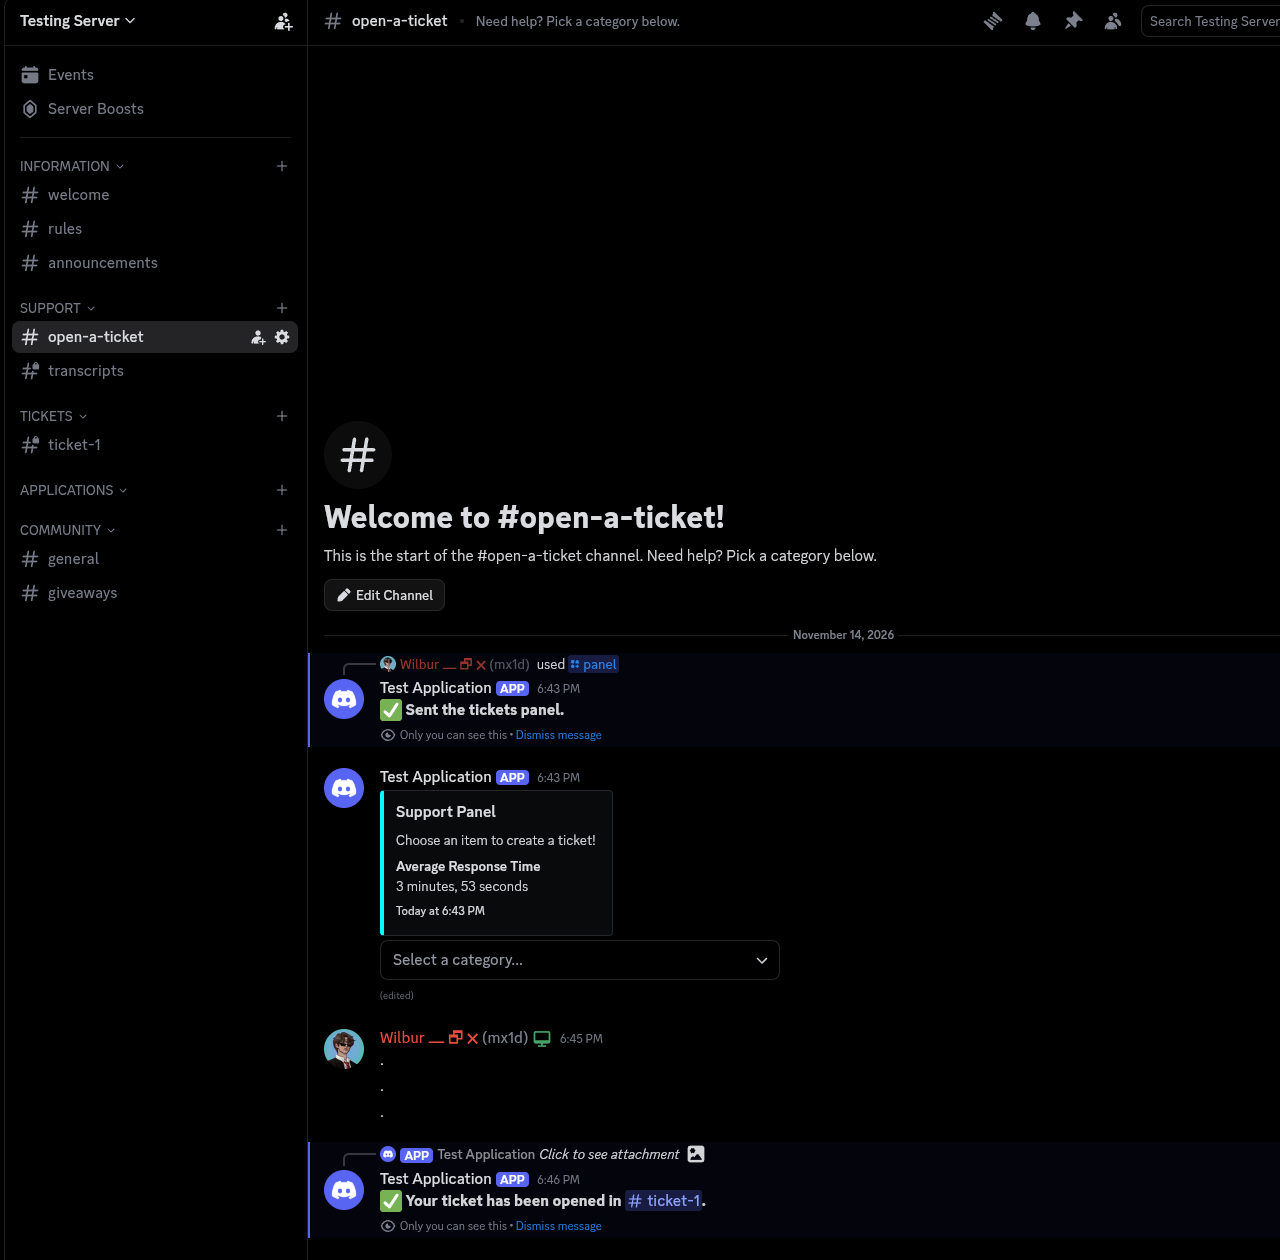 Testing Server
Events
Server Boosts
INFORMATION
welcome
rules
announcements
SUPPORT
open-a-ticket
transcripts
TICKETS
ticket-1
APPLICATIONS
COMMUNITY
general
giveaways
open-a-ticket • Need help? Pick a category below.
Search Testing Server
Welcome to #open-a-ticket!
This is the start of the #open-a-ticket channel. Need help? Pick a category below.
Edit Channel
November 14, 2026
Wilbur (mx1d) used panel
Test Application APP 6:43 PM
✅ Sent the tickets panel.
Only you can see this • Dismiss message
Test Application APP 6:43 PM
Support Panel
Choose an item to create a ticket!
Average Response Time
3 minutes, 53 seconds
Today at 6:43 PM
Select a category...
(edited)
Wilbur (mx1d) 6:45 PM
.
.
.
APP Test Application Click to see attachment
Test Application APP 6:46 PM
✅ Your ticket has been opened in # ticket-1.
Only you can see this • Dismiss message